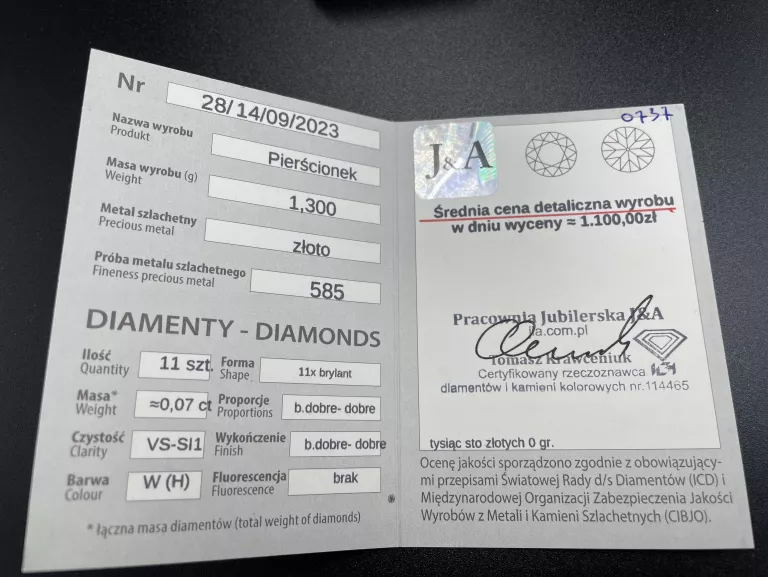 Nr 28/14/09/2023
Nazwa wyrobu
Produkt
Pierścionek
Masa wyrobu (g)
Weight
1,300
Metal szlachetny
Precious metal
złoto
Próba metalu szlachetnego
Fineness precious metal
585
DIAMENTY - DIAMONDS
Ilość
Quantity
11 szt.
Forma
Shape
11x brylant
Masa*
Weight
≈0,07 ct
Proporcje
Proportions
b.dobre- dobre
Czystość
Clarity
VS-SI1
Wykończenie
Finish
b.dobre- dobre
Barwa
Colour
W (H)
Fluorescencja
Fluorescence
brak
* łączna masa diamentów (total weight of diamonds)
0737
J&A
Średnia cena detaliczna wyrobu
w dniu wyceny ≈ 1.100,00zł
Pracownia Jubilerska J&A
Tomasz Krawceniuk
Certyfikowany rzeczoznawca
diamentów i kamieni kolorowych nr.114465
tysiąc sto złotych 0 gr.
Ocenę jakości sporządzono zgodnie z obowiązując-
mi przepisami Światowej Rady d/s Diamentów (ICD) i
Międzynarodowej Organizacji Zabezpieczenia Jakości
Wyrobów z Metali i Kamieni Szlachetnych (CIBJO).